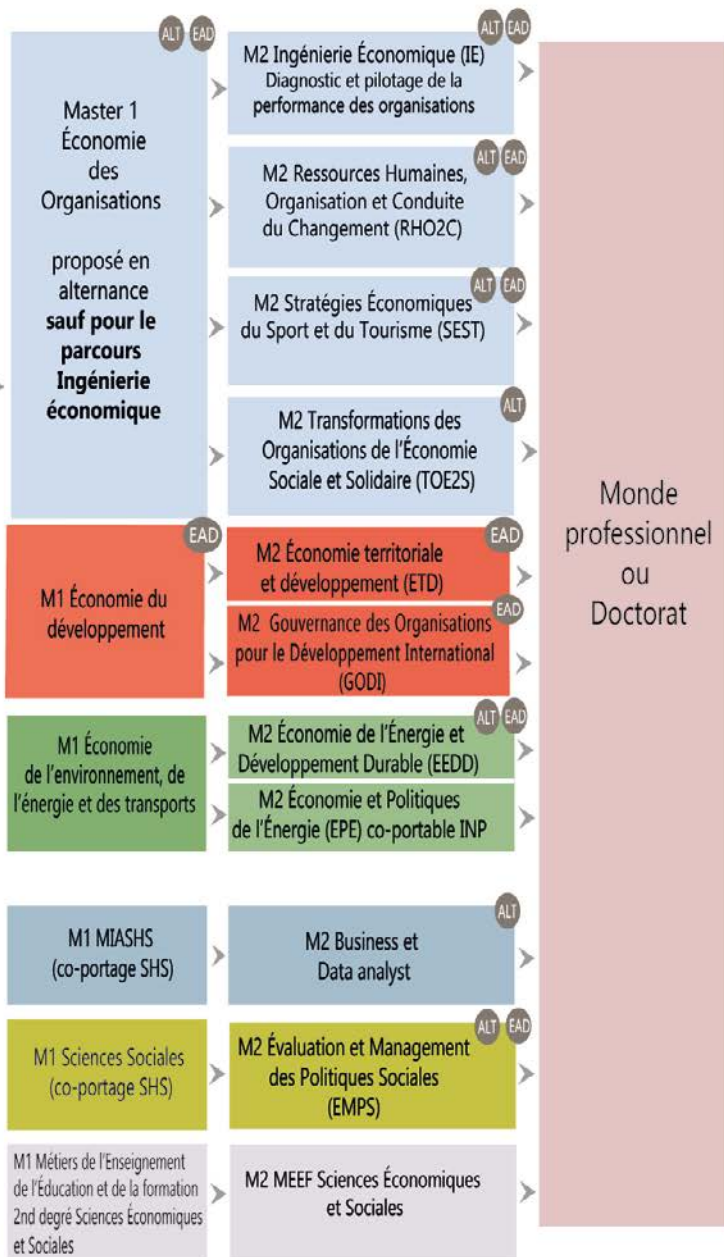 ALT EAD
Master 1
Économie
des
Organisations
proposé en
alternance
sauf pour le
parcours
Ingénierie
économique
ALT EAD
M2 Ingénierie Économique (IE)
Diagnostic et pilotage de la
performance des organisations
ALT EAD
M2 Ressources Humaines,
Organisation et Conduite
du Changement (RHO2C)
ALT EAD
M2 Stratégies Économiques
du Sport et du Tourisme (SEST)
ALT
M2 Transformations des
Organisations de l'Économie
Sociale et Solidaire (TOE2S)
EAD
M1 Économie du
développement
EAD
M2 Économie territoriale
et développement (ETD)
EAD
M2 Gouvernance des Organisations
pour le Développement International
(GODI)
M1 Économie
de l'environnement, de
l'énergie et des transports
ALT EAD
M2 Économie de l'Énergie et
Développement Durable (EEDD)
M2 Économie et Politiques
de l'Énergie (EPE) co-portable INP
M1 MIASHS
(co-portage SHS)
ALT
M2 Business et
Data analyst
M1 Sciences Sociales
(co-portage SHS)
ALT EAD
M2 Évaluation et Management
des Politiques Sociales
(EMPS)
M1 Métiers de l'Enseignement
de l'Éducation et de la formation
2nd degré Sciences Économiques
et Sociales
M2 MEEF Sciences Économiques
et Sociales
Monde
professionnel
ou
Doctorat